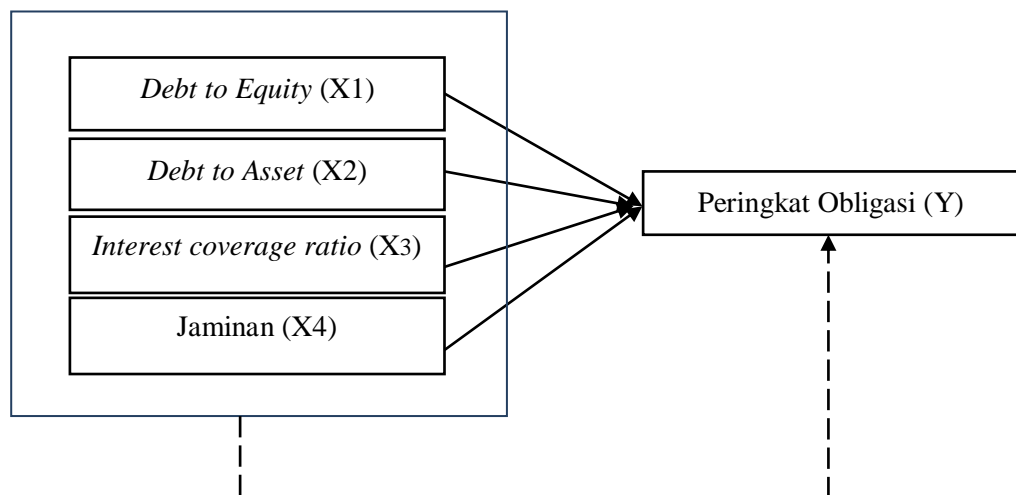 Debt to Equity (X1)
Debt to Asset (X2)
Interest coverage ratio (X3)
Jaminan (X4)
Peringkat Obligasi (Y)